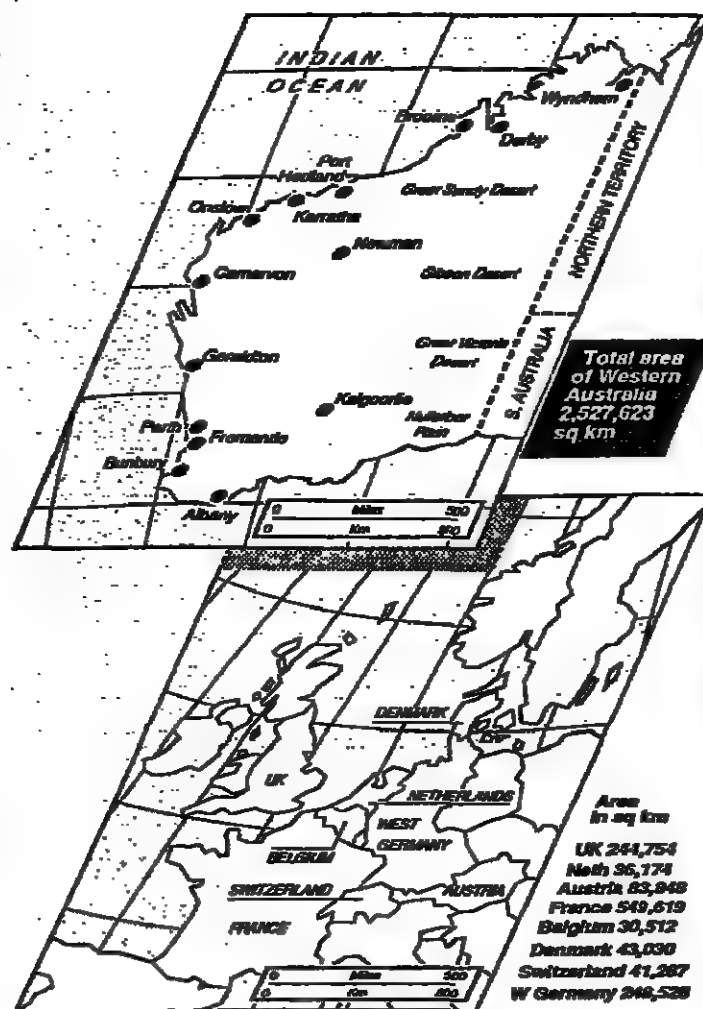 INDIAN
OCEAN
Wyndham
Broome
Derby
Port
Hedland
Great Sandy Desert
Onslow
Karratha
NORTHERN TERRITORY
Newman
Gibson Desert
Carnarvon
Great Victoria
Desert
Geraldton
S. AUSTRALIA
Total area
of Western
Australia
2,527,623
sq km
Kalgoorlie
Nullarbor
Plain
Perth
Fremantle
Bunbury
Albany
0 Miles 500
0 Km
DENMARK
UK
NETHERLANDS
WEST
GERMANY
BELGIUM
SWITZERLAND
AUSTRIA
FRANCE
0 Miles 500
0 Km 800
Area
in sq km
UK 244,754
Neth 36,174
Austria 83,848
France 549,619
Belgium 30,512
Denmark 43,030
Switzerland 41,287
W Germany